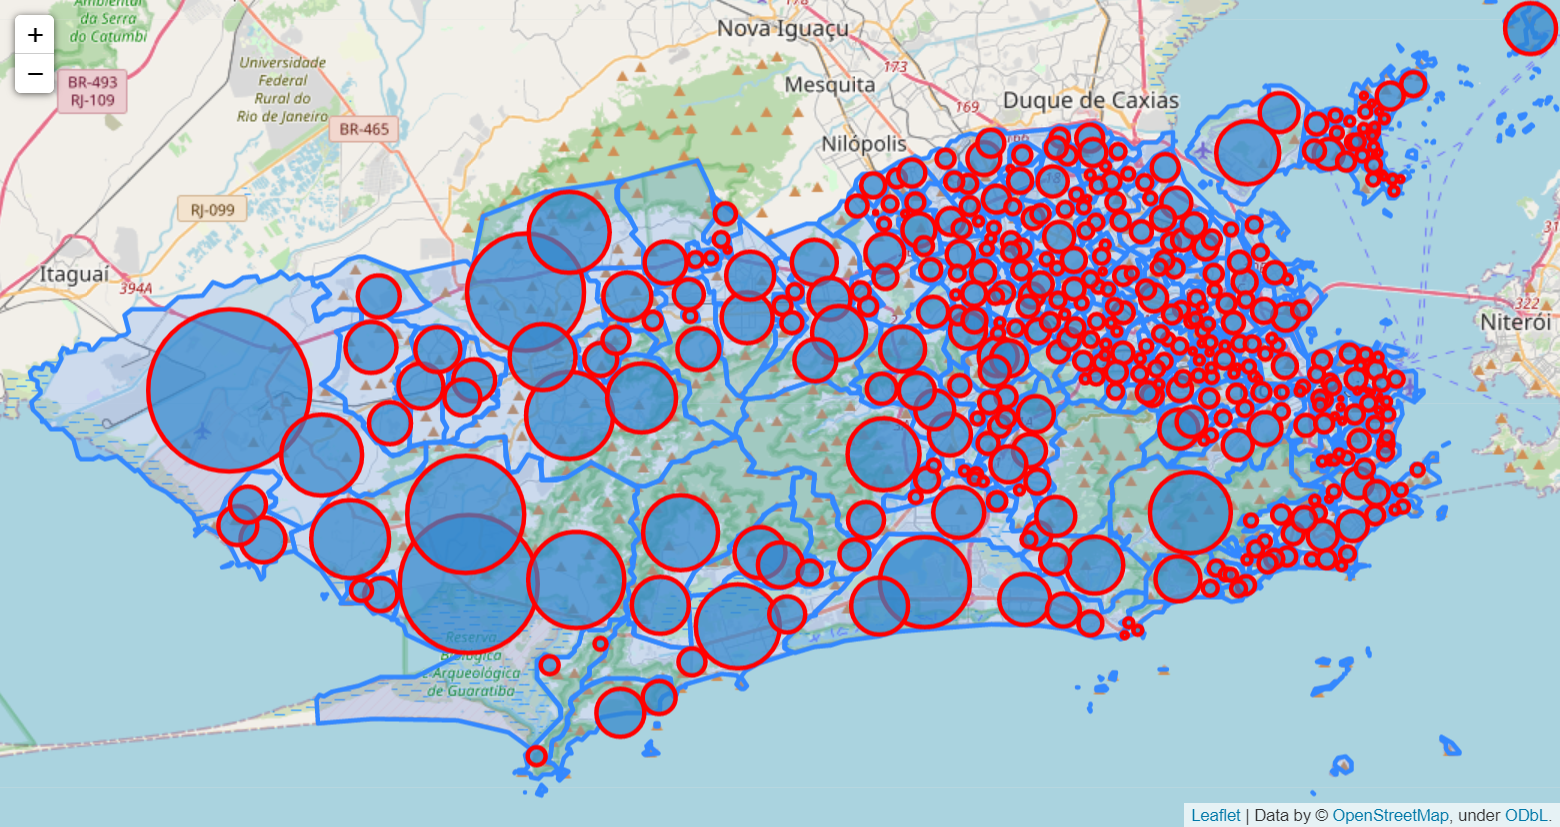 Ambiental
da Serra
do Catumbi
+
−
178
Nova Iguaçu
Universidade
Federal
Rural do
Rio de Janeiro
BR-493
RJ-109
173
Mesquita
169
Duque de Caxias
BR-465
Nilópolis
RJ-099
Itaguaí
394A
322
Niterói
Reserva
Biológica
e Arqueológica
de Guaratiba
Leaflet | Data by © OpenStreetMap, under ODbL.